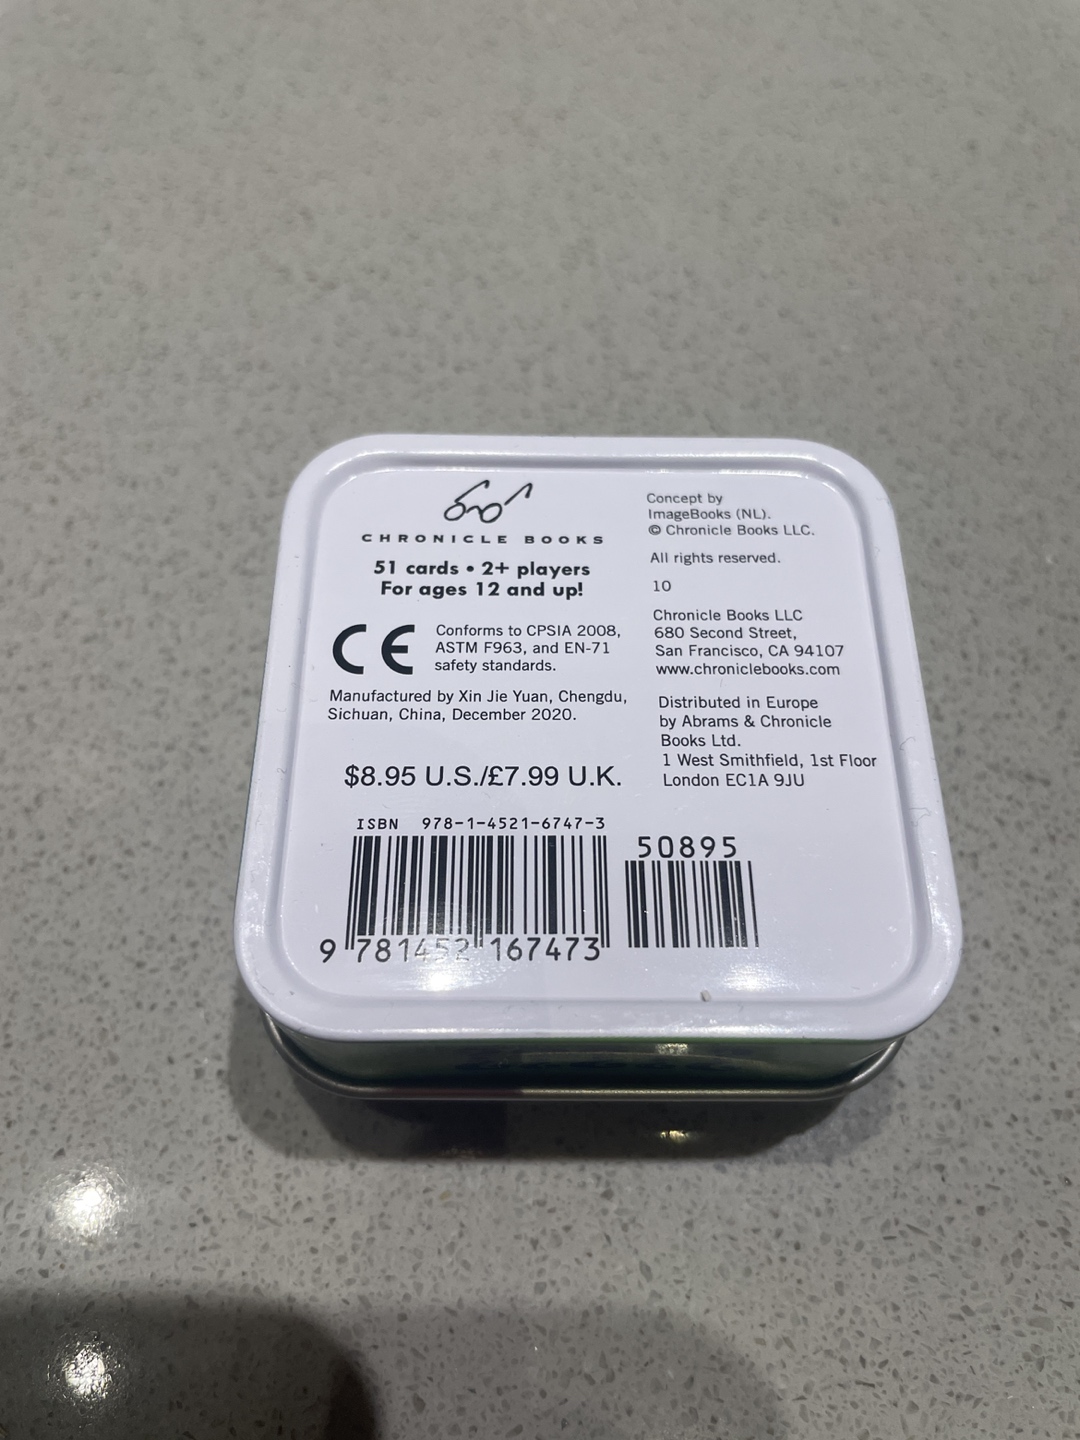 CHRONICLE BOOKS
51 cards • 2+ players
For ages 12 and up!
CE
Conforms to CPSIA 2008,
ASTM F963, and EN-71
safety standards.
Manufactured by Xin Jie Yuan, Chengdu,
Sichuan, China, December 2020.
$8.95 U.S./£7.99 U.K.
ISBN 978-1-4521-6747-3
50895
9 781452 167473
Concept by
ImageBooks (NL).
© Chronicle Books LLC.
All rights reserved.
10
Chronicle Books LLC
680 Second Street,
San Francisco, CA 94107
www.chroniclebooks.com
Distributed in Europe
by Abrams & Chronicle
Books Ltd.
1 West Smithfield, 1st Floor
London EC1A 9JU